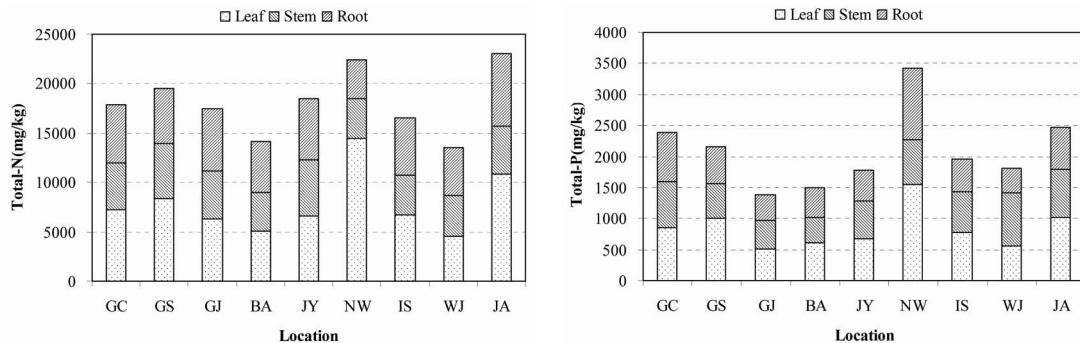 Leaf Stem Root
25000
20000
15000
10000
5000
0
Total-N(mg/kg)
GC GS GJ BA JY NW IS WJ JA
Location
Leaf Stem Root
4000
3500
3000
2500
2000
1500
1000
500
0
Total-P(mg/kg)
GC GS GJ BA JY NW IS WJ JA
Location